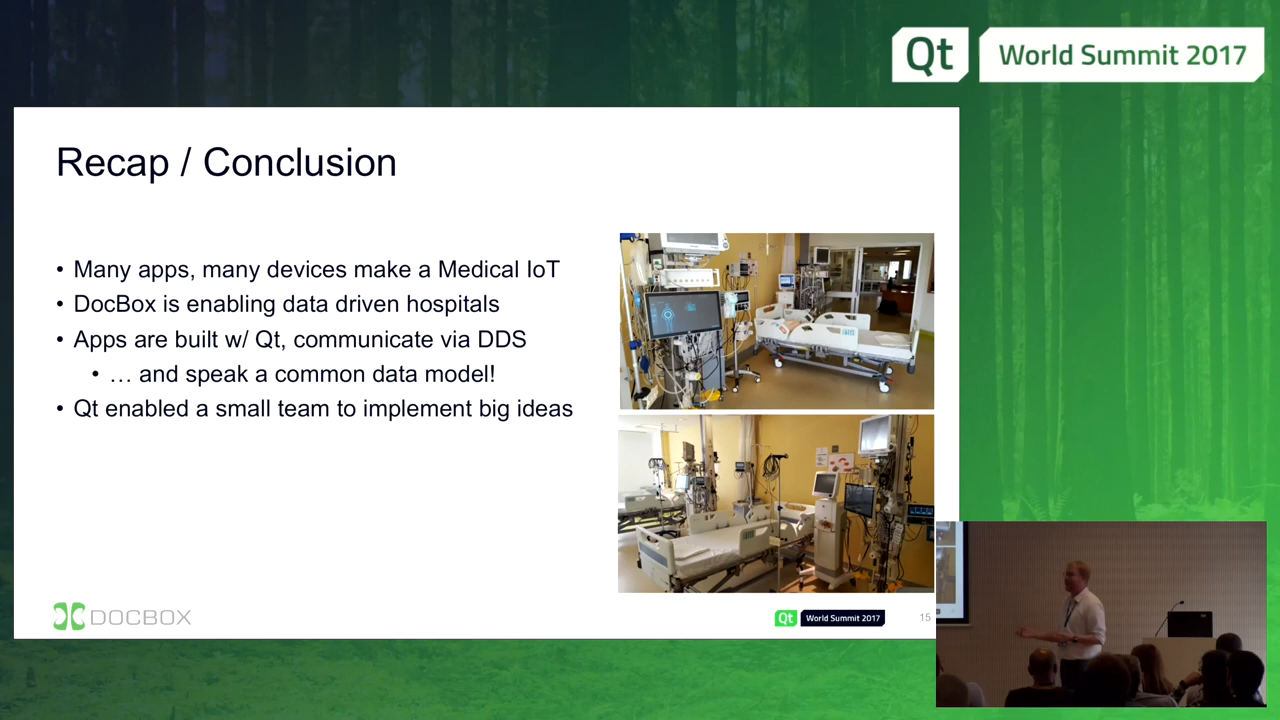 Qt World Summit 2017
Recap / Conclusion
• Many apps, many devices make a Medical IoT
• DocBox is enabling data driven hospitals
• Apps are built w/ Qt, communicate via DDS
• … and speak a common data model!
• Qt enabled a small team to implement big ideas
DOCBOX
Qt World Summit 2017
15